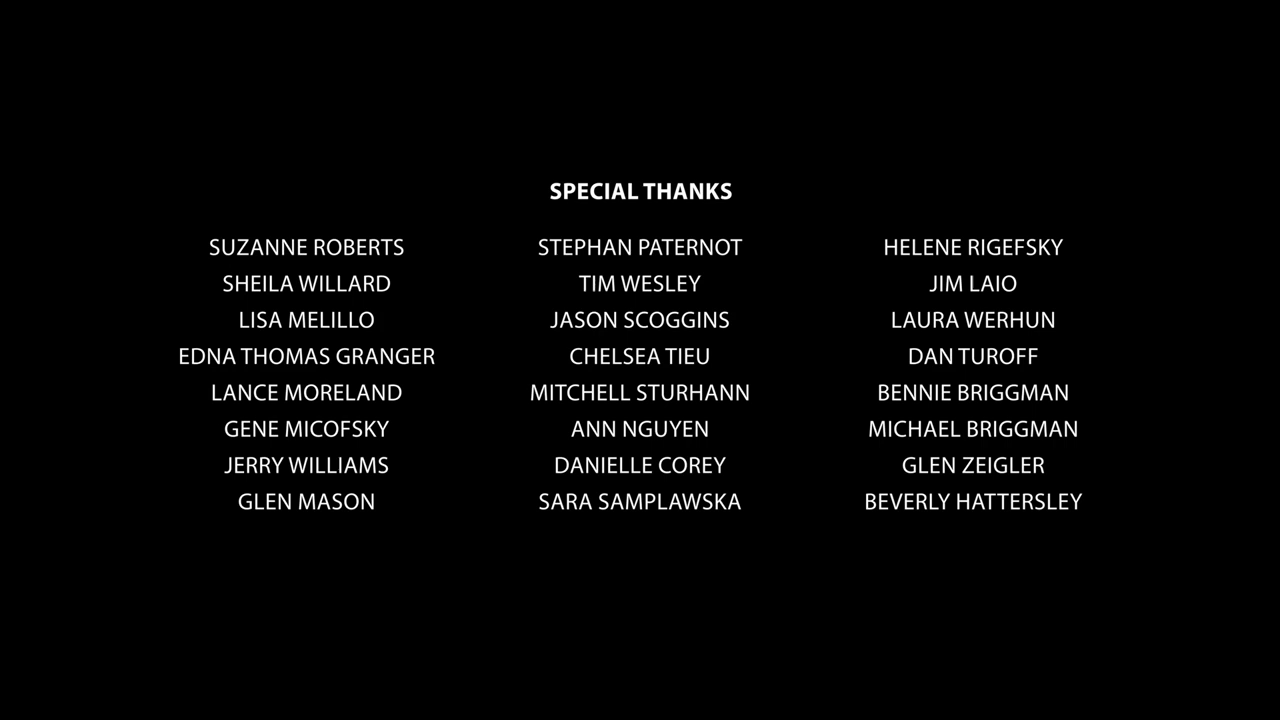 SPECIAL THANKS
SUZANNE ROBERTS
SHEILA WILLARD
LISA MELILLO
EDNA THOMAS GRANGER
LANCE MORELAND
GENE MICOFSKY
JERRY WILLIAMS
GLEN MASON
STEPHAN PATERNOT
TIM WESLEY
JASON SCOGGINS
CHELSEA TIEU
MITCHELL STURHANN
ANN NGUYEN
DANIELLE COREY
SARA SAMPLAWSKA
HELENE RIGEFSKY
JIM LAIO
LAURA WERHUN
DAN TUROFF
BENNIE BRIGGMAN
MICHAEL BRIGGMAN
GLEN ZEIGLER
BEVERLY HATTERSLEY